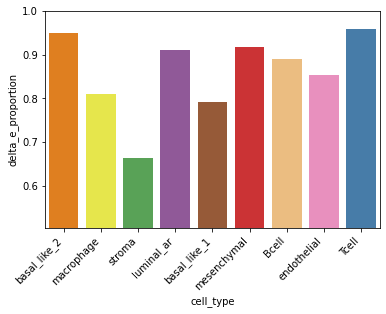 1.0
0.9
0.8
0.7
0.6
delta_e_proportion
basal_like_2
macrophage
stroma
luminal_ar
basal_like_1
mesenchymal
Bcell
endothelial
Tcell
cell_type